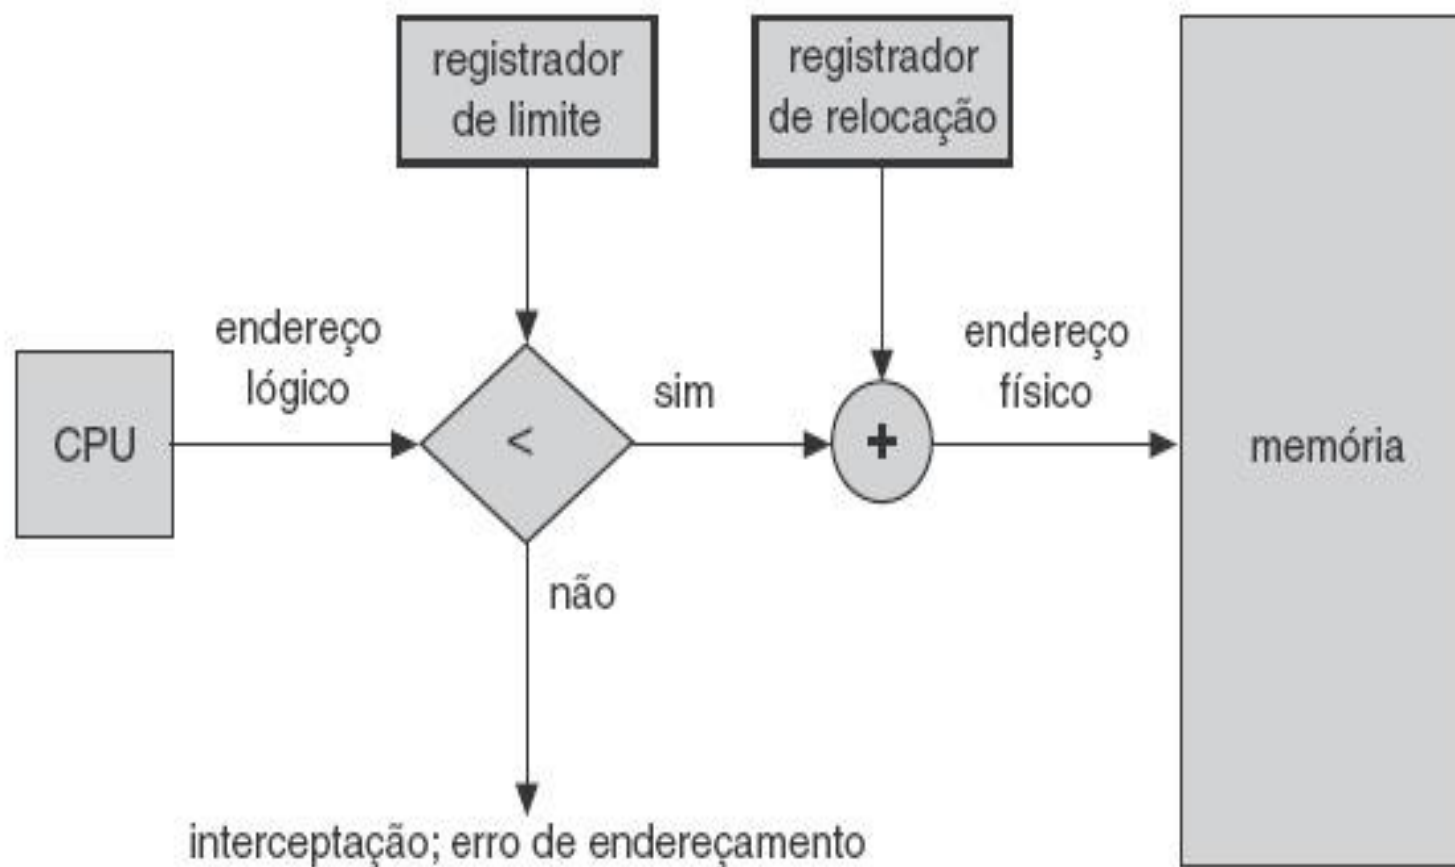 registrador
de limite
registrador
de relocação
endereço
lógico
sim
endereço
físico
CPU
<
+
memória
não
interceptação; erro de endereçamento